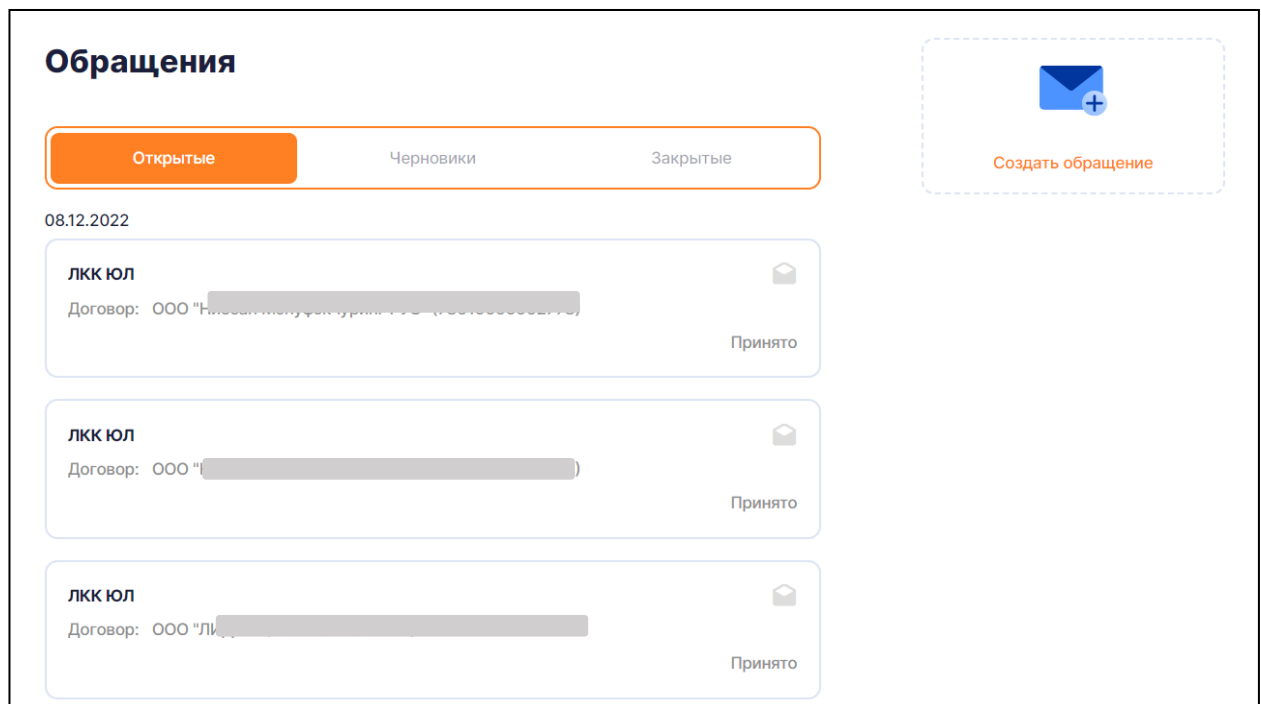 Обращения
Открытые
Черновики
Закрытые
Создать обращение
08.12.2022
ЛКК ЮЛ
Договор: ООО "Н
Принято
ЛКК ЮЛ
Договор: ООО " )
Принято
ЛКК ЮЛ
Договор: ООО "ЛИ
Принято